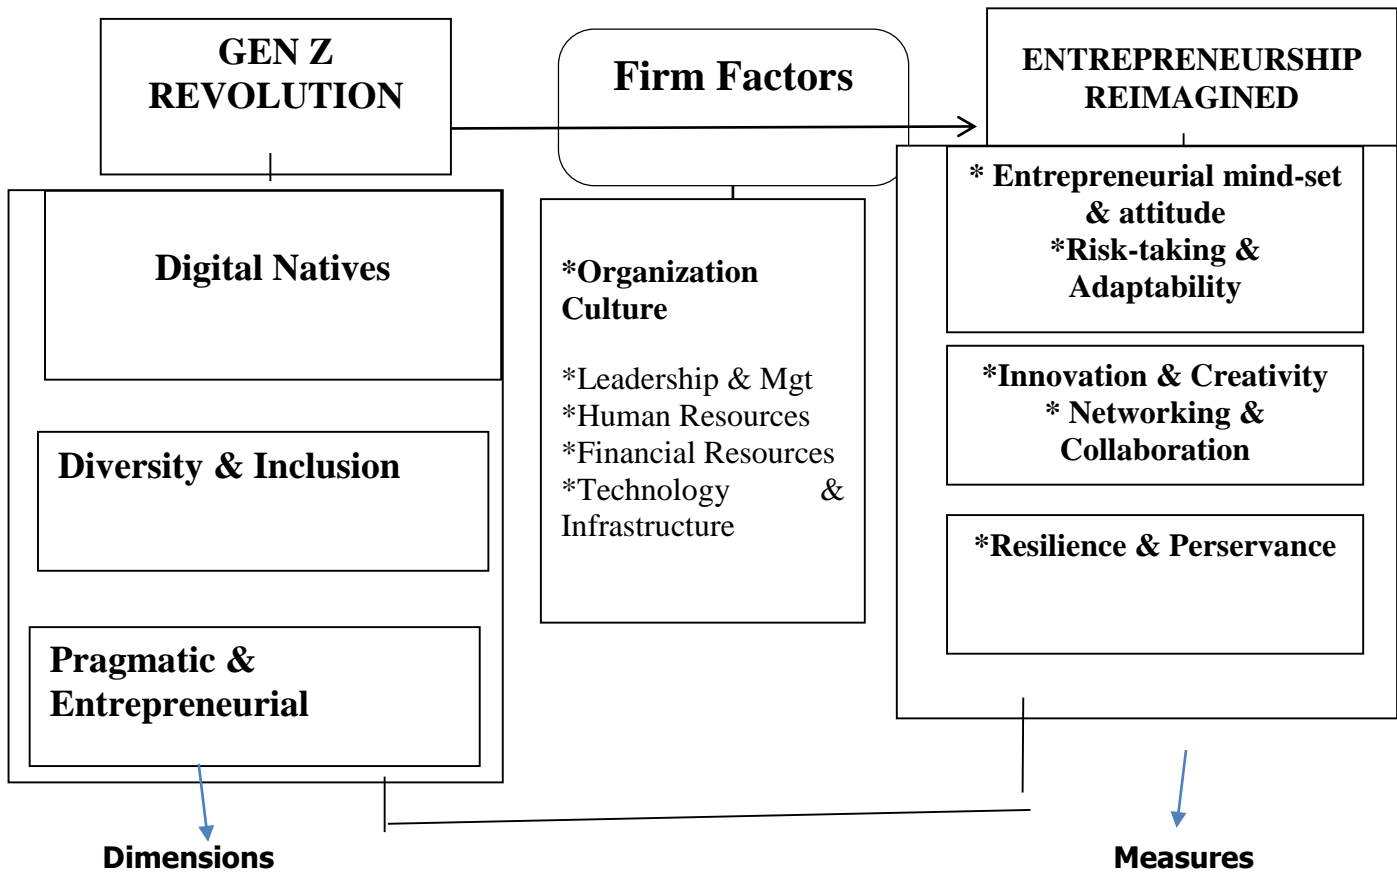 GEN Z
REVOLUTION
Firm Factors
ENTREPRENEURSHIP
REIMAGINED
Digital Natives
Diversity & Inclusion
Pragmatic &
Entrepreneurial
*Organization
Culture
*Leadership & Mgt
*Human Resources
*Financial Resources
*Technology &
Infrastructure
* Entrepreneurial mind-set
& attitude
*Risk-taking &
Adaptability
*Innovation & Creativity
* Networking &
Collaboration
*Resilience & Perservance
Dimensions
Measures